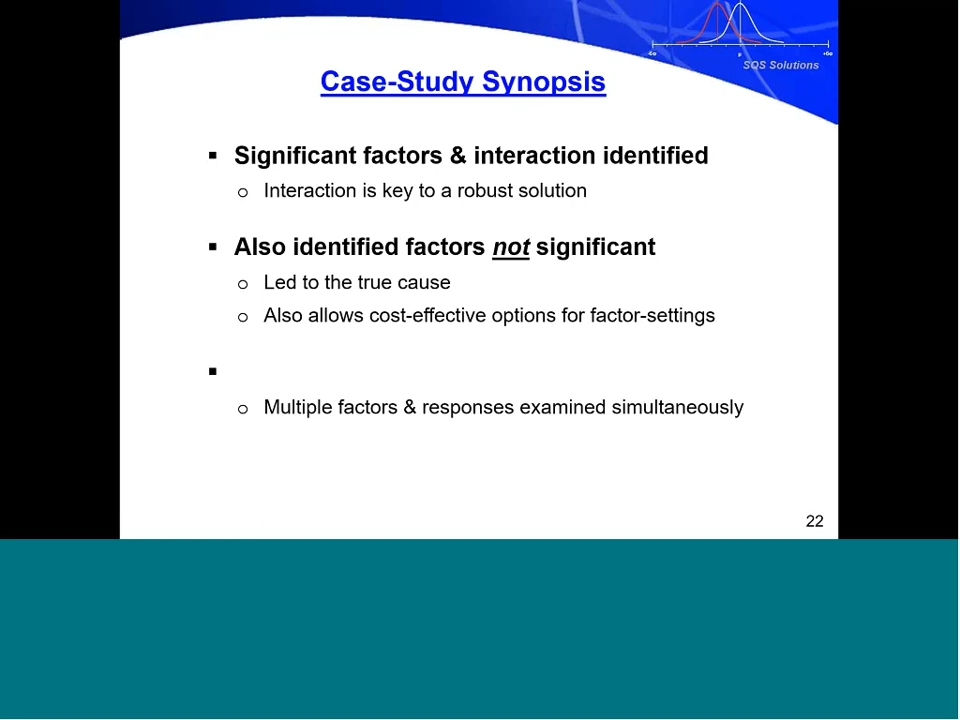 -6σ μ +6σ
SQS Solutions
Case-Study Synopsis
▪ Significant factors & interaction identified
o Interaction is key to a robust solution
▪ Also identified factors not significant
o Led to the true cause
o Also allows cost-effective options for factor-settings
▪
o Multiple factors & responses examined simultaneously
22